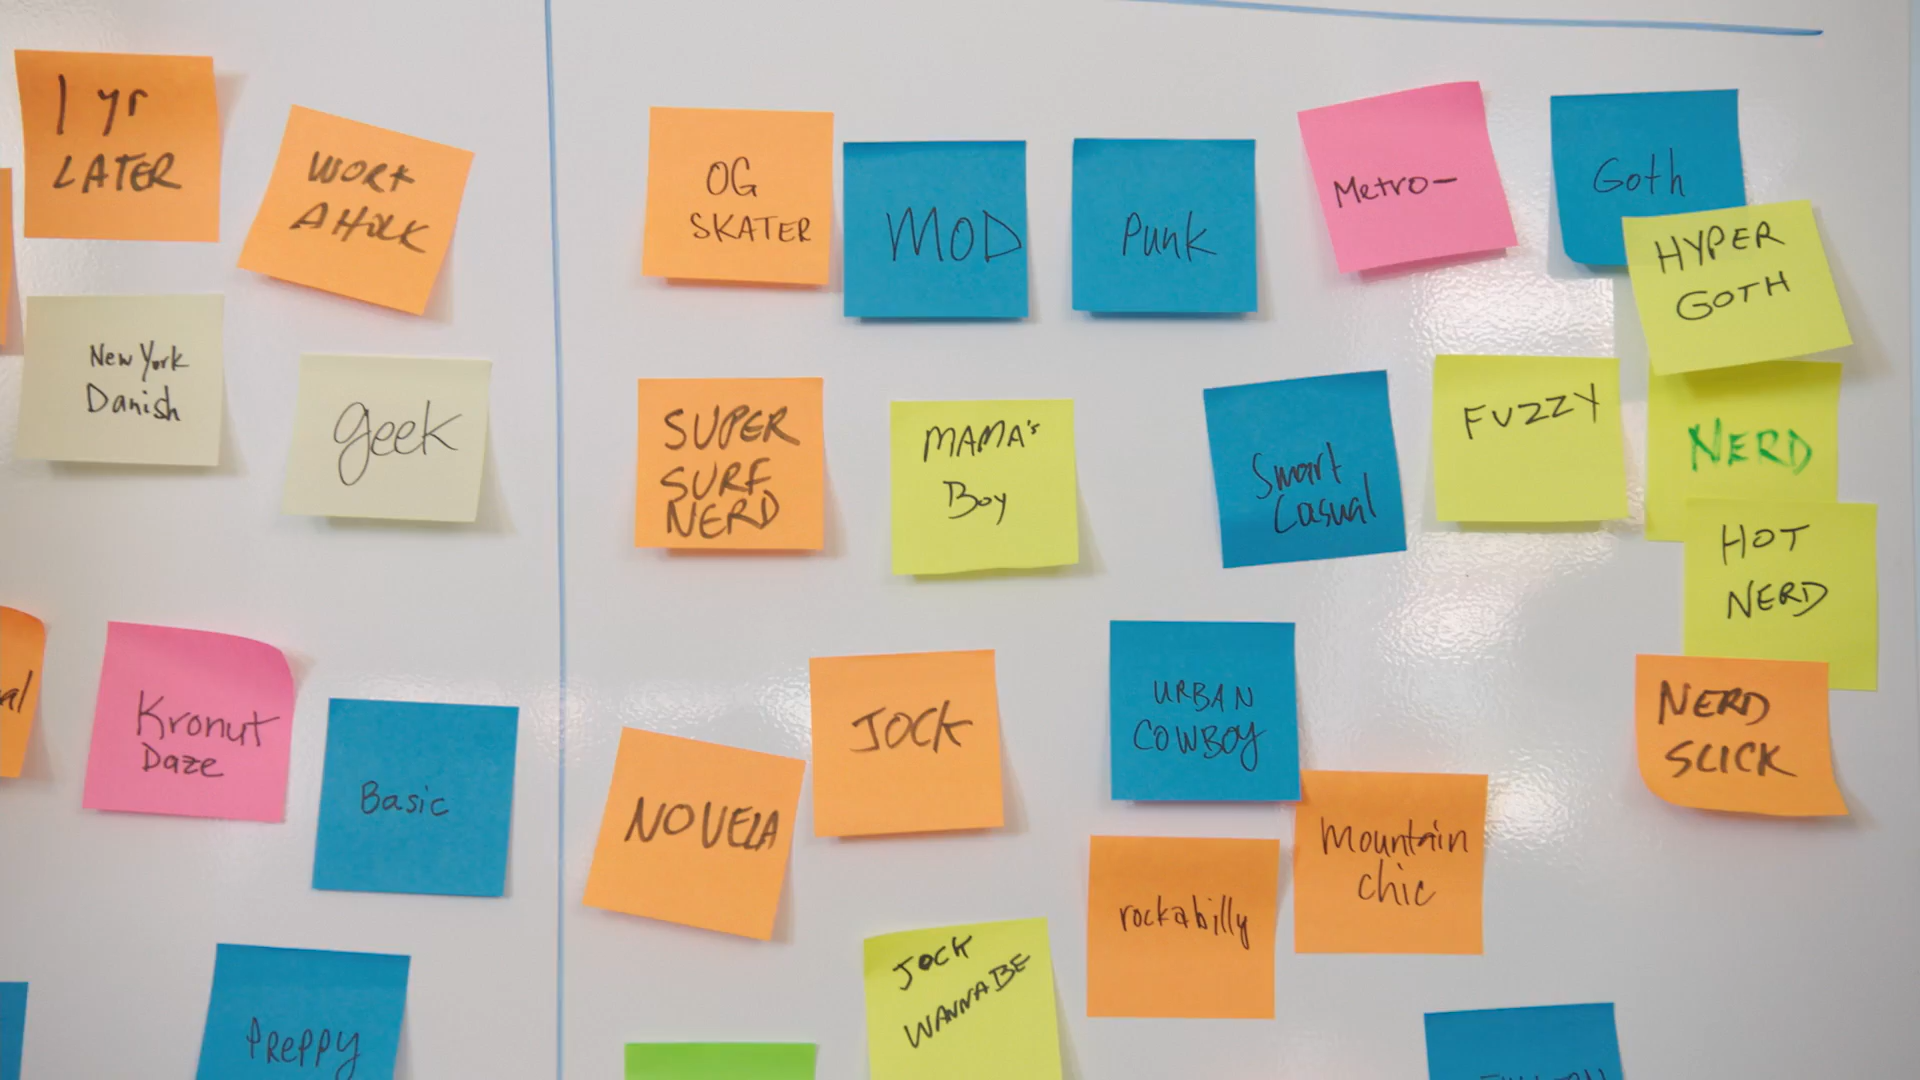 1 yr
LATER
WORK
AHOLIC
New York
Danish
geek
al
Kronut
Daze
Basic
PREPPY
OG
SKATER
MOD
Punk
Metro-
Goth
HYPER
GOTH
SUPER
SURF
NERD
MAMA's
Boy
Smart
Casual
FUZZY
NERD
HOT
NERD
NOVELA
JOCK
URBAN
COWBOY
Mountain
chic
NERD
SLICK
rockabilly
JOCK
WANNABE